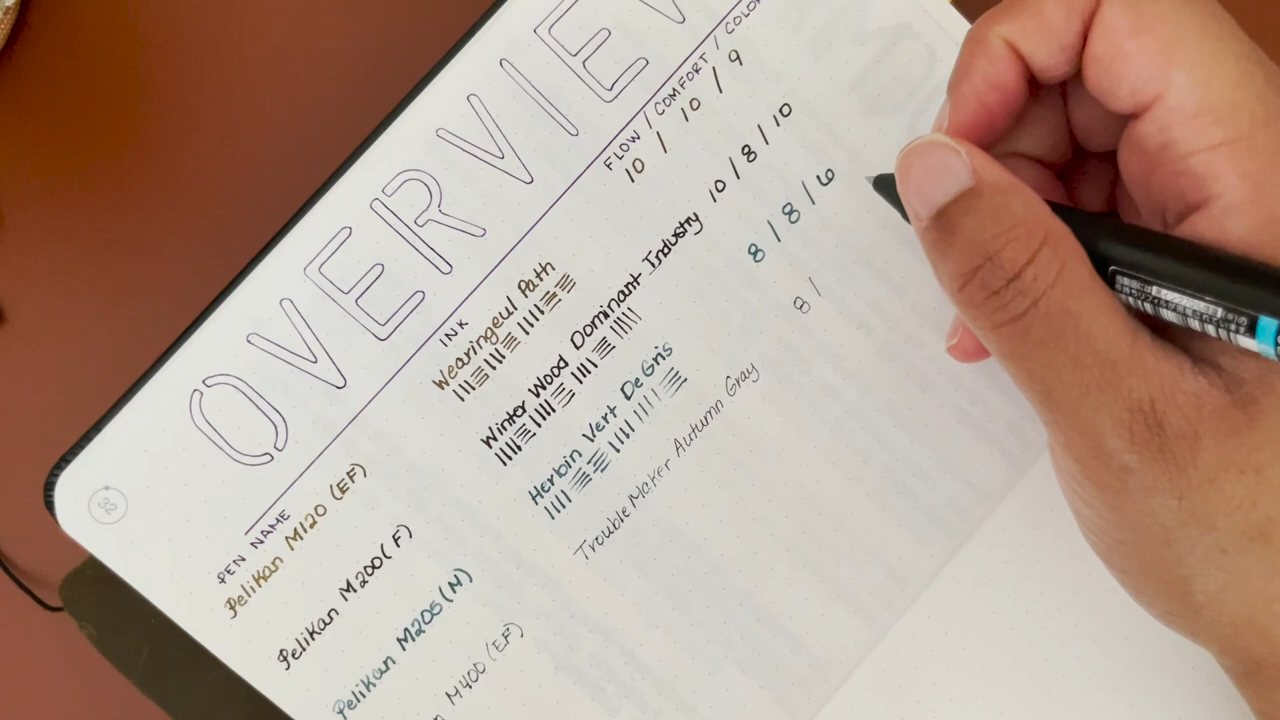 OVERVIE
PEN NAME INK FLOW / COMFORT / COLO
Pelikan M120 (EF) Wearingeul Path 10 / 10 / 9
Pelikan M200 (F) Winter Wood Dominant Industry 10 / 8 / 10
Pelikan M205 (M) Herbin Vert De Gris 8 / 8 / 6
n M400 (EF) Trouble Maker Autumn Gray 8 /
32